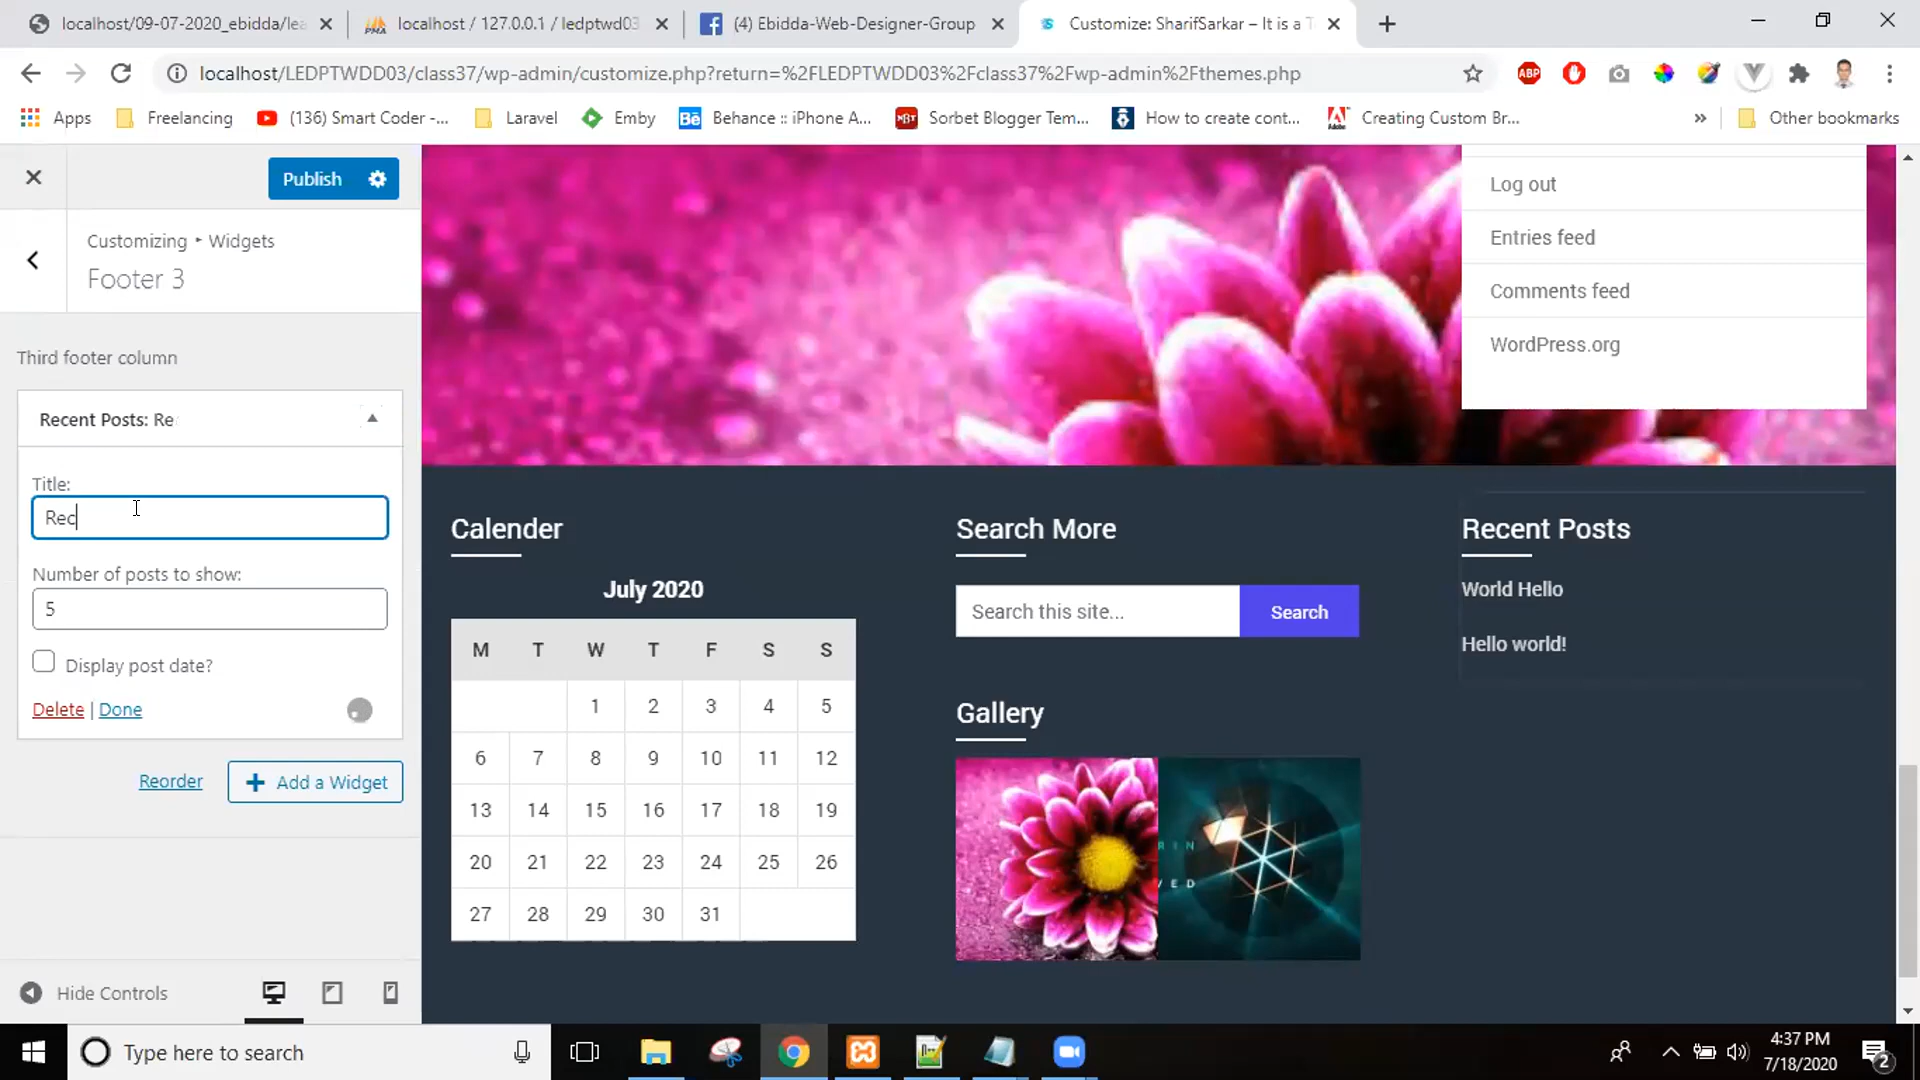 localhost/09-07-2020_ebidda/lea
localhost / 127.0.0.1 / ledptwd03
(4) Ebidda-Web-Designer-Group
Customize: SharifSarkar – It is a T
localhost/LEDPTWDD03/class37/wp-admin/customize.php?return=%2FLEDPTWDD03%2Fclass37%2Fwp-admin%2Fthemes.php
ABP
Apps
Freelancing
(136) Smart Coder -...
Laravel
Emby
Behance :: iPhone A...
Sorbet Blogger Tem...
How to create cont...
Creating Custom Br...
»
Other bookmarks
Publish
Customizing ▸ Widgets
Footer 3
Third footer column
Recent Posts: Re
Title:
Rec
Number of posts to show:
5
Display post date?
Delete | Done
Reorder
Add a Widget
Hide Controls
Log out
Entries feed
Comments feed
WordPress.org
Calender
July 2020
M T W T F S S
1 2 3 4 5
6 7 8 9 10 11 12
13 14 15 16 17 18 19
20 21 22 23 24 25 26
27 28 29 30 31
Search More
Search this site...
Search
Gallery
Recent Posts
World Hello
Hello world!
Type here to search
4:37 PM
7/18/2020
2